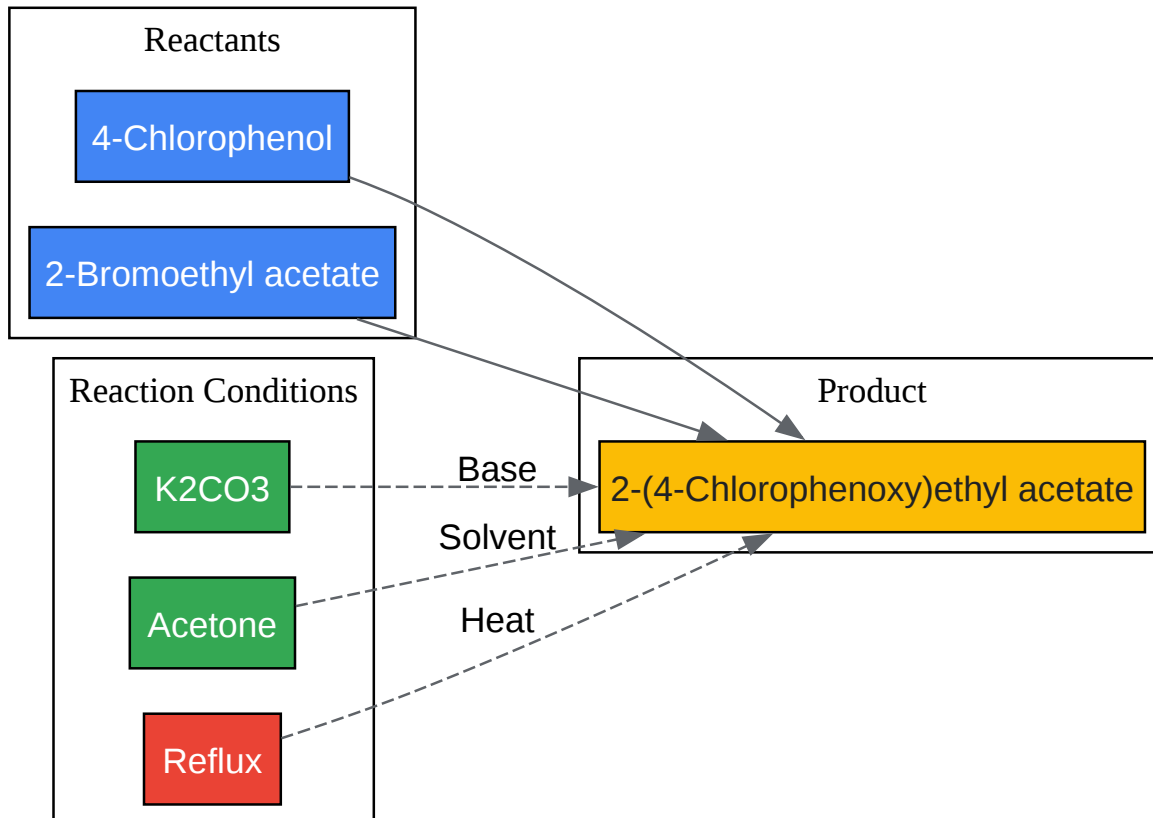 Reactants
4-Chlorophenol
2-Bromoethyl acetate
Reaction Conditions
K2CO3
Acetone
Reflux
Base
Solvent
Heat
Product
2-(4-Chlorophenoxy)ethyl acetate